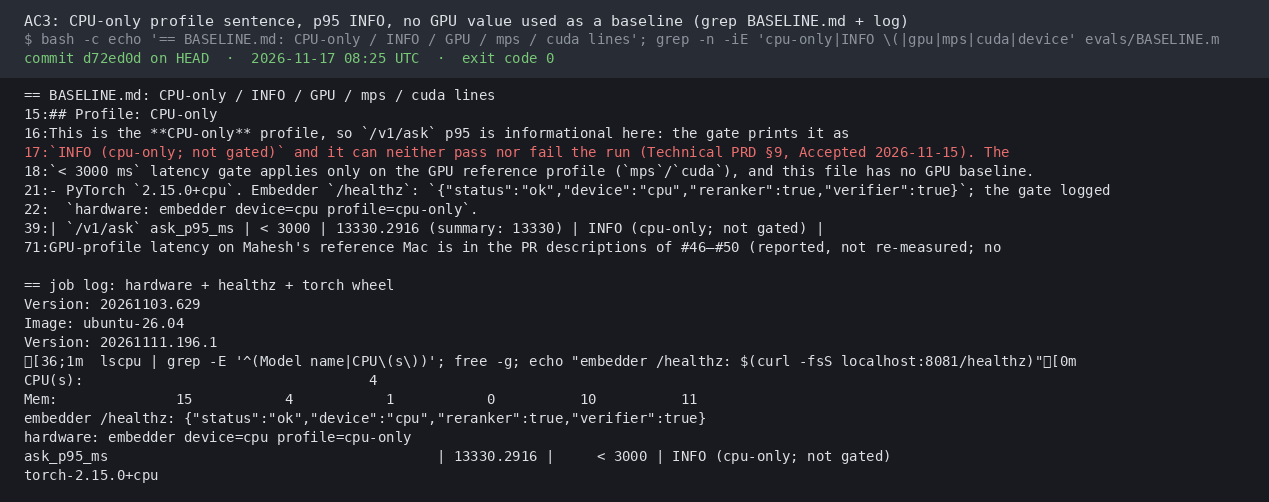 AC3: CPU-only profile sentence, p95 INFO, no GPU value used as a baseline (grep BASELINE.md + log)
$ bash -c echo '== BASELINE.md: CPU-only / INFO / GPU / mps / cuda lines'; grep -n -iE 'cpu-only|INFO \(|gpu|mps|cuda|device' evals/BASELINE.m
commit d72ed0d on HEAD · 2026-11-17 08:25 UTC · exit code 0
== BASELINE.md: CPU-only / INFO / GPU / mps / cuda lines
15:## Profile: CPU-only
16:This is the **CPU-only** profile, so `/v1/ask` p95 is informational here: the gate prints it as
17:`INFO (cpu-only; not gated)` and it can neither pass nor fail the run (Technical PRD §9, Accepted 2026-11-15). The
18:`< 3000 ms` latency gate applies only on the GPU reference profile (`mps`/`cuda`), and this file has no GPU baseline.
21:- PyTorch `2.15.0+cpu`. Embedder `/healthz`: `{"status":"ok","device":"cpu","reranker":true,"verifier":true}`; the gate logged
22:  `hardware: embedder device=cpu profile=cpu-only`.
39:| `/v1/ask` ask_p95_ms | < 3000 | 13330.2916 (summary: 13330) | INFO (cpu-only; not gated) |
71:GPU-profile latency on Mahesh's reference Mac is in the PR descriptions of #46–#50 (reported, not re-measured; no
== job log: hardware + healthz + torch wheel
Version: 20261103.629
Image: ubuntu-26.04
Version: 20261111.196.1
□[36;1m  lscpu | grep -E '^(Model name|CPU\(s\))'; free -g; echo "embedder /healthz: $(curl -fsS localhost:8081/healthz)"□[0m
CPU(s):                                  4
Mem:              15           4           1           0          10          11
embedder /healthz: {"status":"ok","device":"cpu","reranker":true,"verifier":true}
hardware: embedder device=cpu profile=cpu-only
ask_p95_ms                                       | 13330.2916 |     < 3000 | INFO (cpu-only; not gated)
torch-2.15.0+cpu